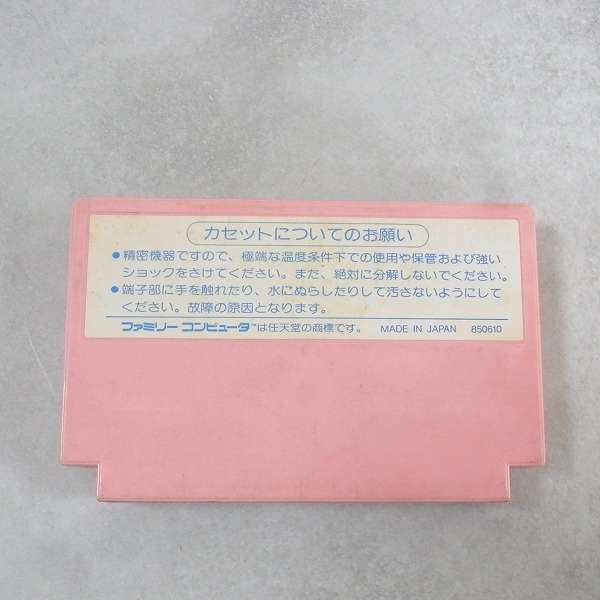 カセットについてのお願い
●精密機器ですので、極端な温度条件下での使用や保管および強い
ショックをさけてください。また、絶対に分解しないでください。
●端子部に手を触れたり、水にぬらしたりして汚さないようにして
ください。故障の原因となります。
ファミリー コンピュータ™は任天堂の商標です。 MADE IN JAPAN 850610